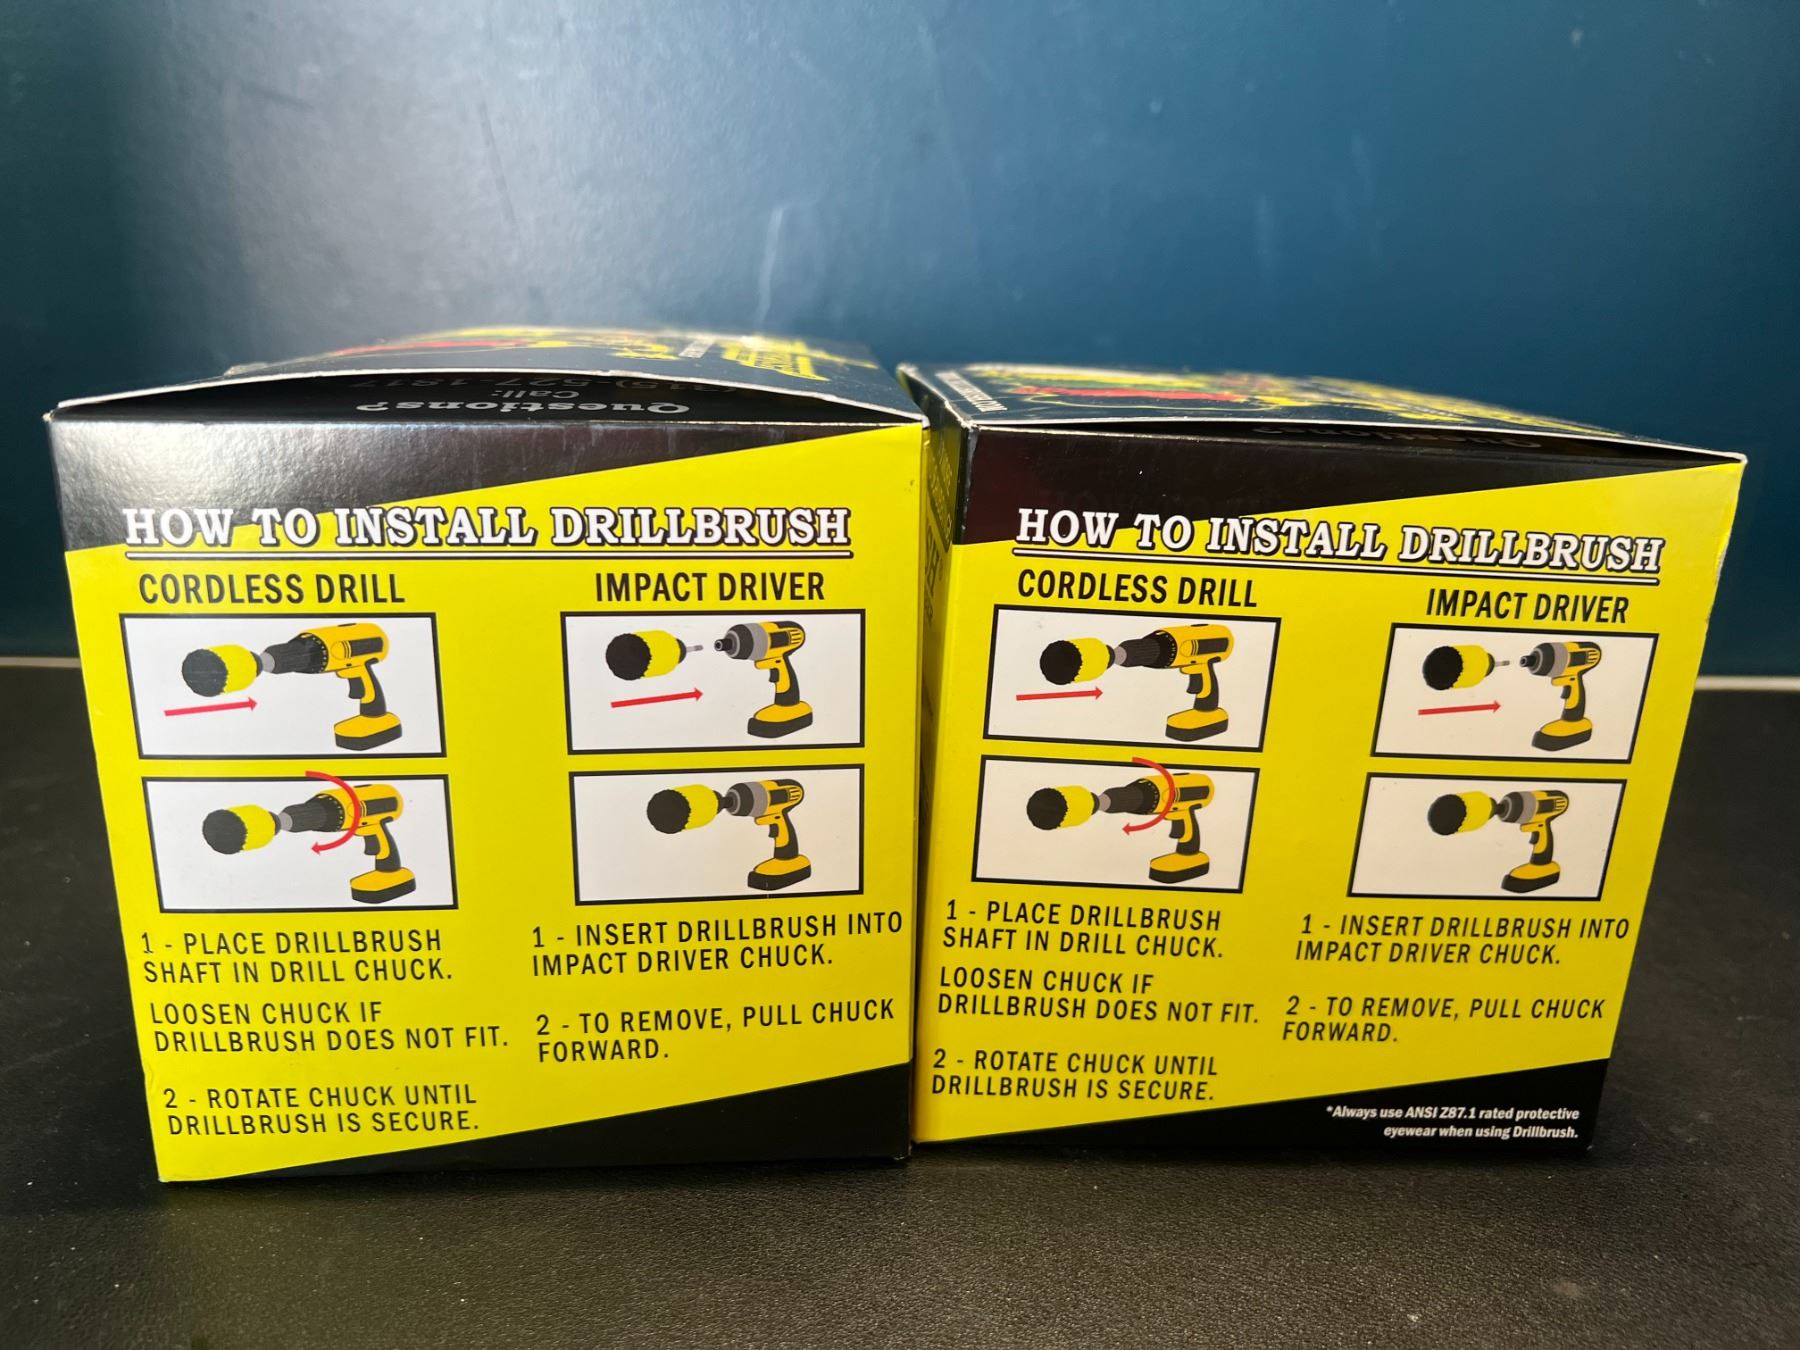 Questions?
Call:
HOW TO INSTALL DRILLBRUSH
CORDLESS DRILL
IMPACT DRIVER
1 - PLACE DRILLBRUSH
SHAFT IN DRILL CHUCK.
LOOSEN CHUCK IF
DRILLBRUSH DOES NOT FIT.
2 - ROTATE CHUCK UNTIL
DRILLBRUSH IS SECURE.
1 - INSERT DRILLBRUSH INTO
IMPACT DRIVER CHUCK.
2 - TO REMOVE, PULL CHUCK
FORWARD.
Questions?
HOW TO INSTALL DRILLBRUSH
CORDLESS DRILL
IMPACT DRIVER
1 - PLACE DRILLBRUSH
SHAFT IN DRILL CHUCK.
LOOSEN CHUCK IF
DRILLBRUSH DOES NOT FIT.
2 - ROTATE CHUCK UNTIL
DRILLBRUSH IS SECURE.
1 - INSERT DRILLBRUSH INTO
IMPACT DRIVER CHUCK.
2 - TO REMOVE, PULL CHUCK
FORWARD.
*Always use ANSI Z87.1 rated protective
eyewear when using Drillbrush.